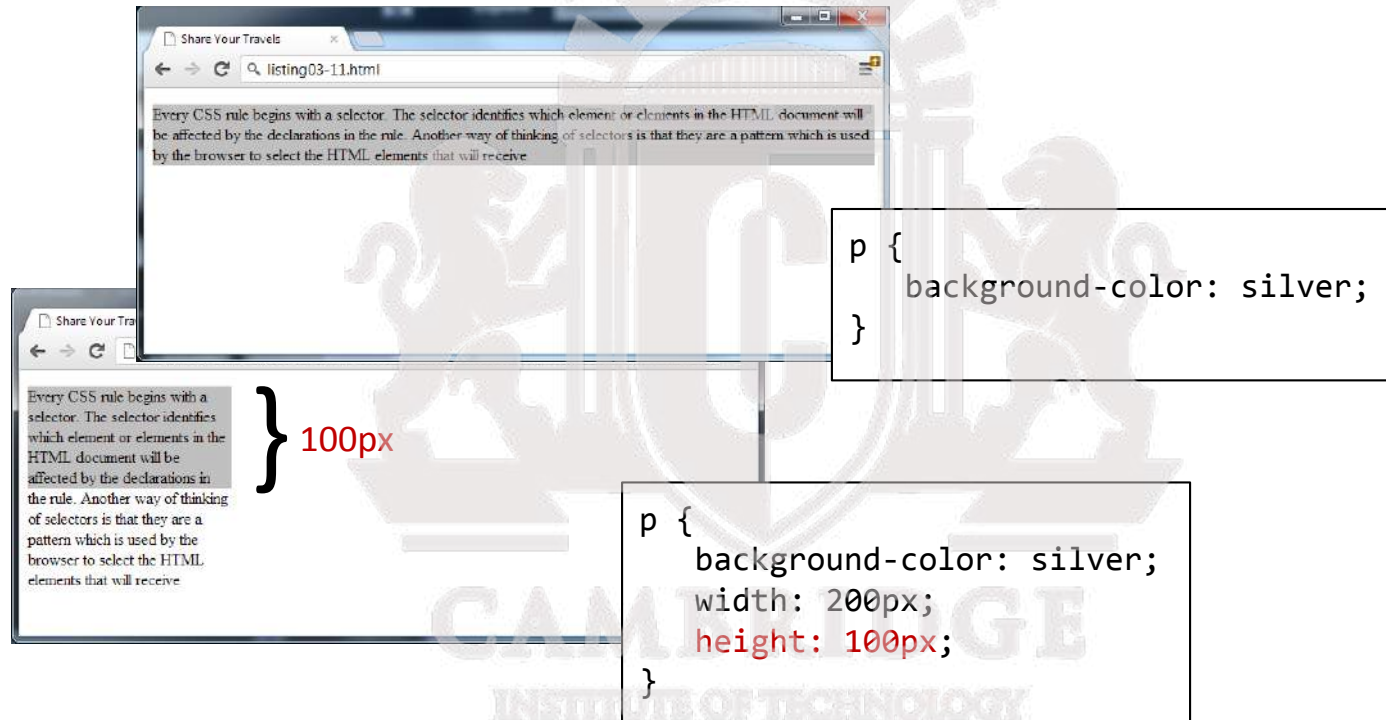 Share Your Travels
listing03-11.html
Every CSS rule begins with a selector. The selector identifies which element or elements in the HTML document will
be affected by the declarations in the rule. Another way of thinking of selectors is that they are a pattern which is used
by the browser to select the HTML elements that will receive
p {
background-color: silver;
}
Share Your Tra
Every CSS rule begins with a
selector. The selector identifies
which element or elements in the
HTML document will be
affected by the declarations in
the rule. Another way of thinking
of selectors is that they are a
pattern which is used by the
browser to select the HTML
elements that will receive
} 100px
p {
background-color: silver;
width: 200px;
height: 100px;
}
C
CAMBRIDGE
INSTITUTE OF TECHNOLOGY